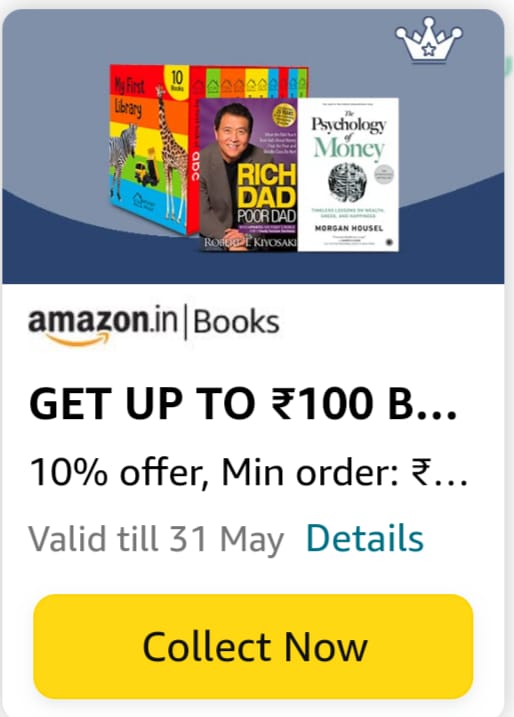 My First
Library
10
Books
abc
RICH
DAD
POOR DAD
ROBERT T. KIYOSAKI
The
Psychology
of
Money
TIMELESS LESSONS ON WEALTH,
GREED, AND HAPPINESS
MORGAN HOUSEL
amazon.in|Books
GET UP TO ₹100 B...
10% offer, Min order: ₹...
Valid till 31 May Details
Collect Now